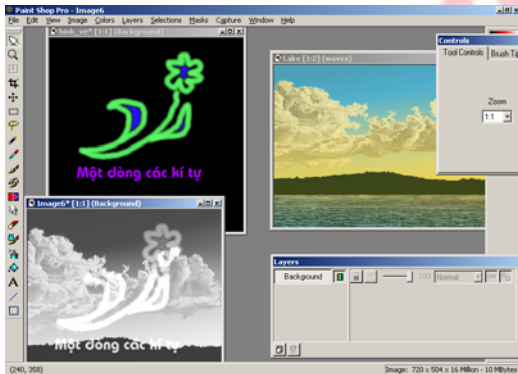 Paint Shop Pro - Image6
File Edit View Image Colors Layers Selections Masks Capture Window Help
hinh_ve* [1:1] (Background)
Một dòng các kí tự
Lake [1:2] (waves)
Controls
Tool Controls Brush Tip
Zoom
1:1
Image6* [1:1] (Background)
Một dòng các kí tự
Layers
Background
100 Normal
(240, 358)
Image: 720 x 504 x 16 Million - 10 MBytes